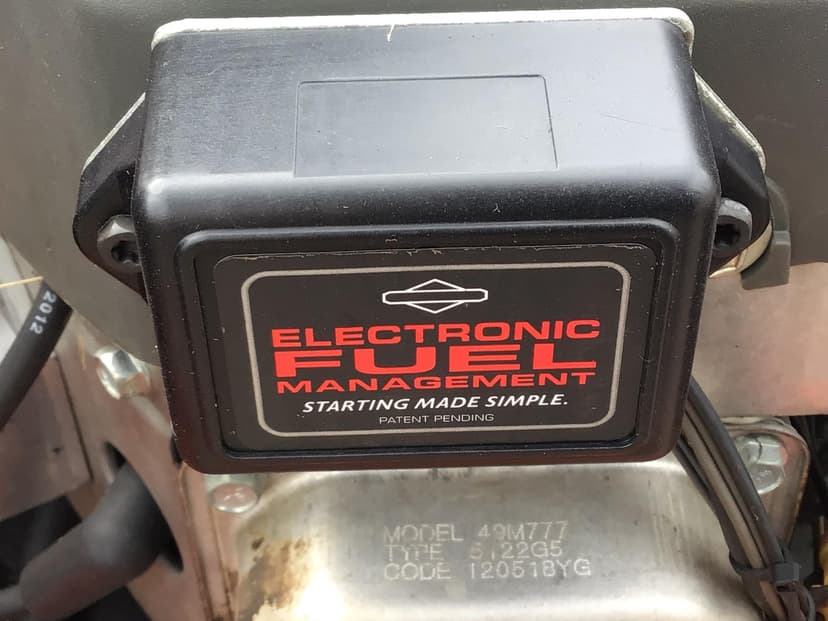 ELECTRONIC
FUEL
MANAGEMENT
STARTING MADE SIMPLE.
PATENT PENDING
2012
MODEL 49M777
TYPE 5122G5
CODE 120518YG